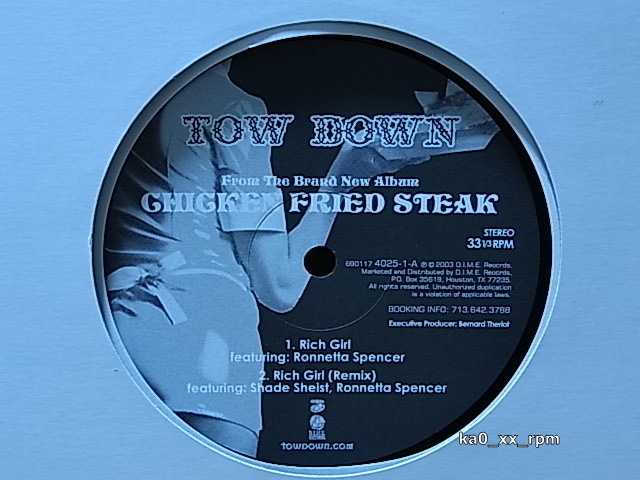 TOW DOWN
From The Brand New Album
CHICKEN FRIED STEAK
STEREO
33 1/3 RPM
690117 4025-1-A ℗ © 2003 D.I.M.E. Records.
Marketed and Distributed by D.I.M.E. Records,
P.O. Box 35619, Houston, TX 77235.
All rights reserved. Unauthorized duplication
is a violation of applicable laws.
BOOKING INFO: 713.642.3788
Executive Producer: Bernard Theriot
1. Rich Girl
featuring: Ronnetta Spencer
2. Rich Girl (Remix)
featuring: Shade Sheist, Ronnetta Spencer
TOWDOWN.COM
ka0_xx_rpm